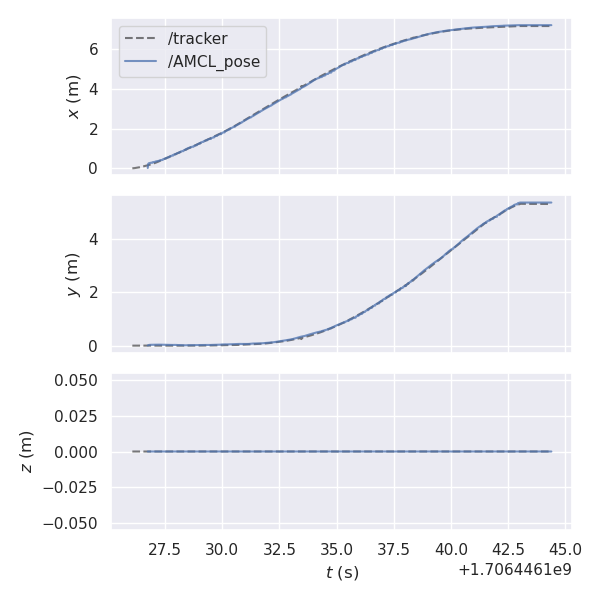 /tracker
/AMCL_pose
6
4
2
0
x (m)
4
2
0
y (m)
0.050
0.025
0.000
−0.025
−0.050
z (m)
27.5 30.0 32.5 35.0 37.5 40.0 42.5 45.0
t (s)
+1.7064461e9